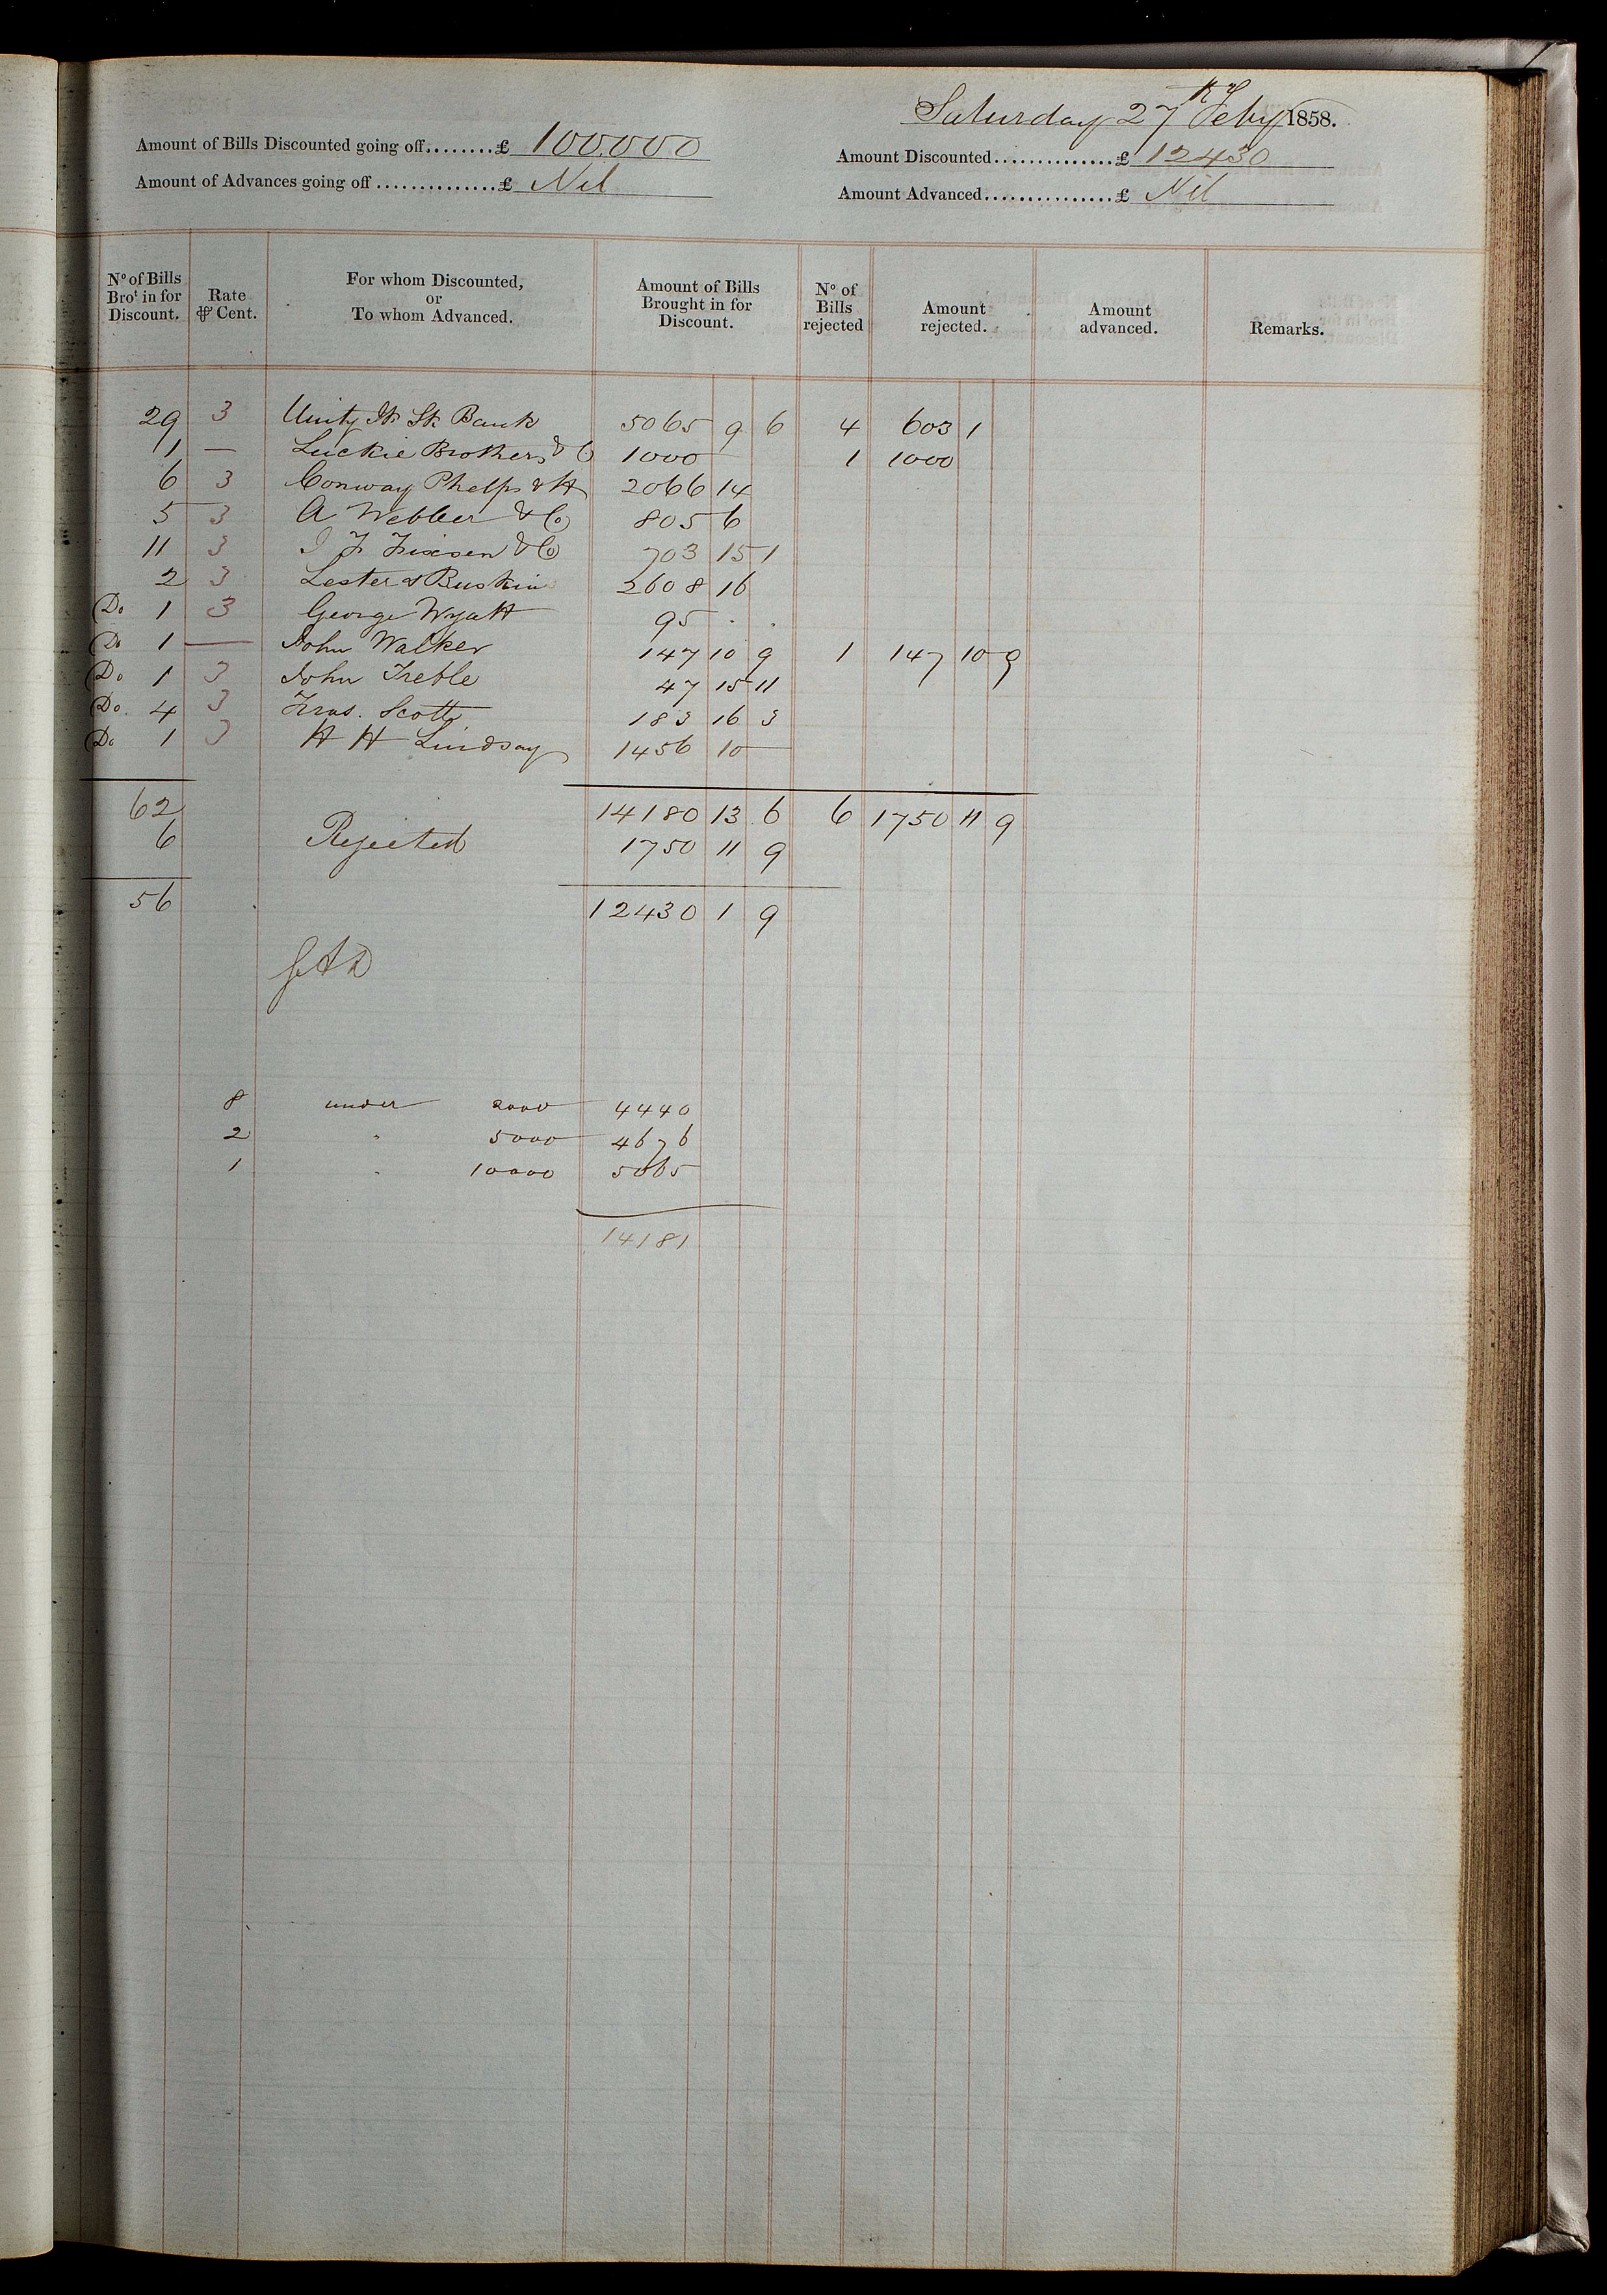 Saturday 27th Feby 1858.
Amount of Bills Discounted going off........£ 100.000
Amount Discounted..............£ 12430
Amount of Advances going off...............£ Nil
Amount Advanced................£ Nil
No of Bills Brot in for Discount. Rate ⅌ Cent. For whom Discounted, or To whom Advanced. Amount of Bills Brought in for Discount. No of Bills rejected Amount rejected. Amount advanced. Remarks.
29 3 Unity Jt Sk Bank 5065 9 6 4 603 1
1 — Luckie Brothers & Co 1000 1 1000
6 3 Conway Phelps & H 2066 14
5 3 A Webber & Co 805 6
11 3 & Co 703 15 1
2 3 Lester & Ruskin 2608 16
Do 1 3 George Wyatt 95 . .
Do 1 — John Walker 147 10 9 1 147 10 9
Do 1 3 John Treble 47 15 11
Do. 4 3 Fras. Scott 183 16 3
Do 1 3 H H Lindsay 1456 10 —
62 14180 13 6 6 1750 11 9
6 Rejected 1750 11 9
56 12430 1 9
8 under 2000 4440
2 " 5000 4676
1 " 10000 5065
14181